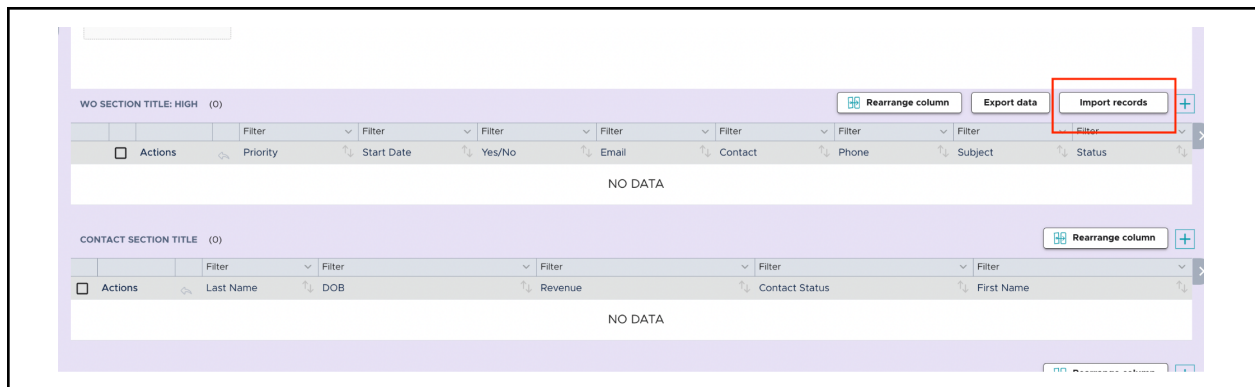 WO SECTION TITLE: HIGH (0) Rearrange column Export data Import records +
Filter Filter Filter Filter Filter Filter Filter Filter
Actions Priority Start Date Yes/No Email Contact Phone Subject Status
NO DATA
CONTACT SECTION TITLE (0) Rearrange column +
Filter Filter Filter Filter Filter
Actions Last Name DOB Revenue Contact Status First Name
NO DATA
Rearrange column